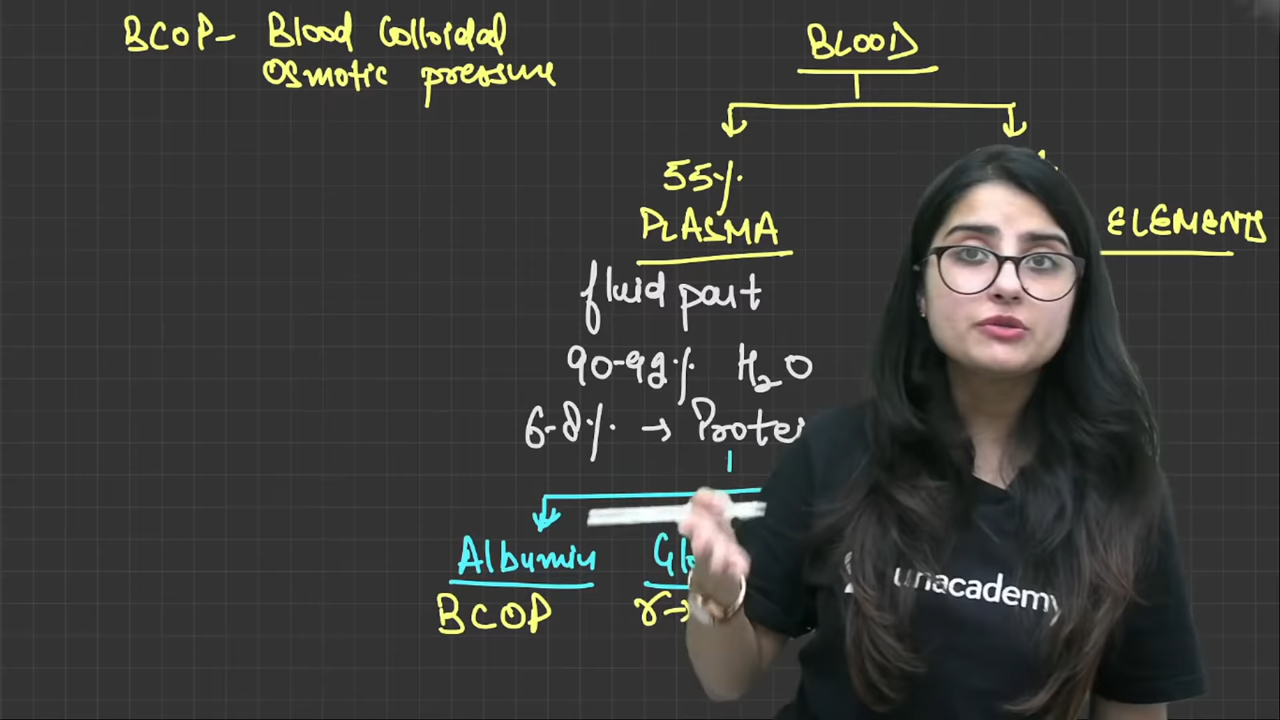 BCOP- Blood Colloidal
Osmotic pressure
BLOOD
55%
PLASMA
ELEMENTS
fluid part
90-92% H2O
6-8% →
Albumin
BCOP
γ→
unacademy